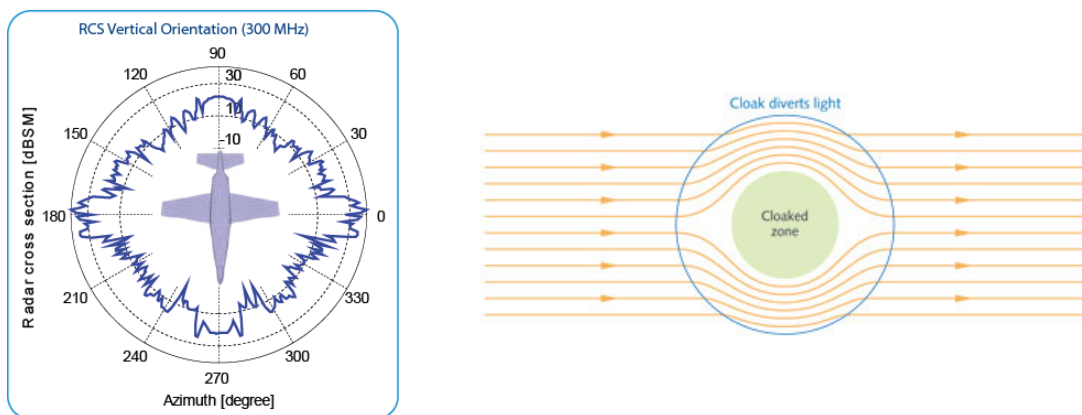 RCS Vertical Orientation (300 MHz)
90
120
30
60
10
150
-10
30
180
0
210
330
240
300
270
Azimuth [degree]
Radar cross section [dBSM]
Cloak diverts light
Cloaked
zone